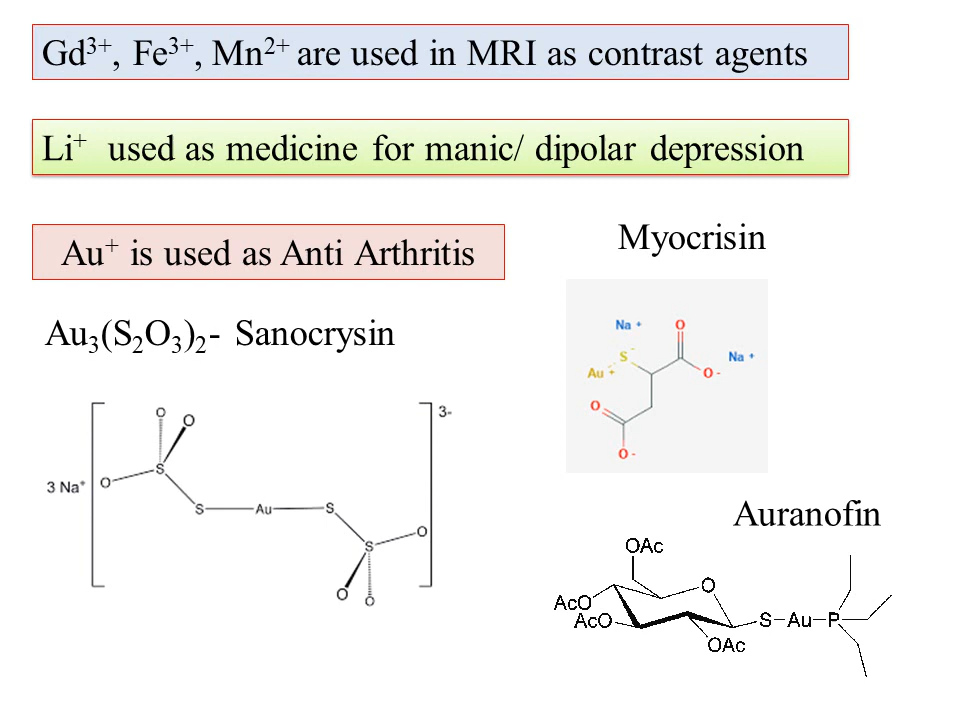 Gd³⁺, Fe³⁺, Mn²⁺ are used in MRI as contrast agents
Li⁺ used as medicine for manic/ dipolar depression
Au⁺ is used as Anti Arthritis
Myocrisin
Na +
O
S -
Au +
O -
Na +
O
O -
Au₃(S₂O₃)₂- Sanocrysin
3 Na⁺
O
O
O
S
S
Au
S
S
O
O
O
3-
Auranofin
OAc
O
AcO
AcO
OAc
S
Au
P